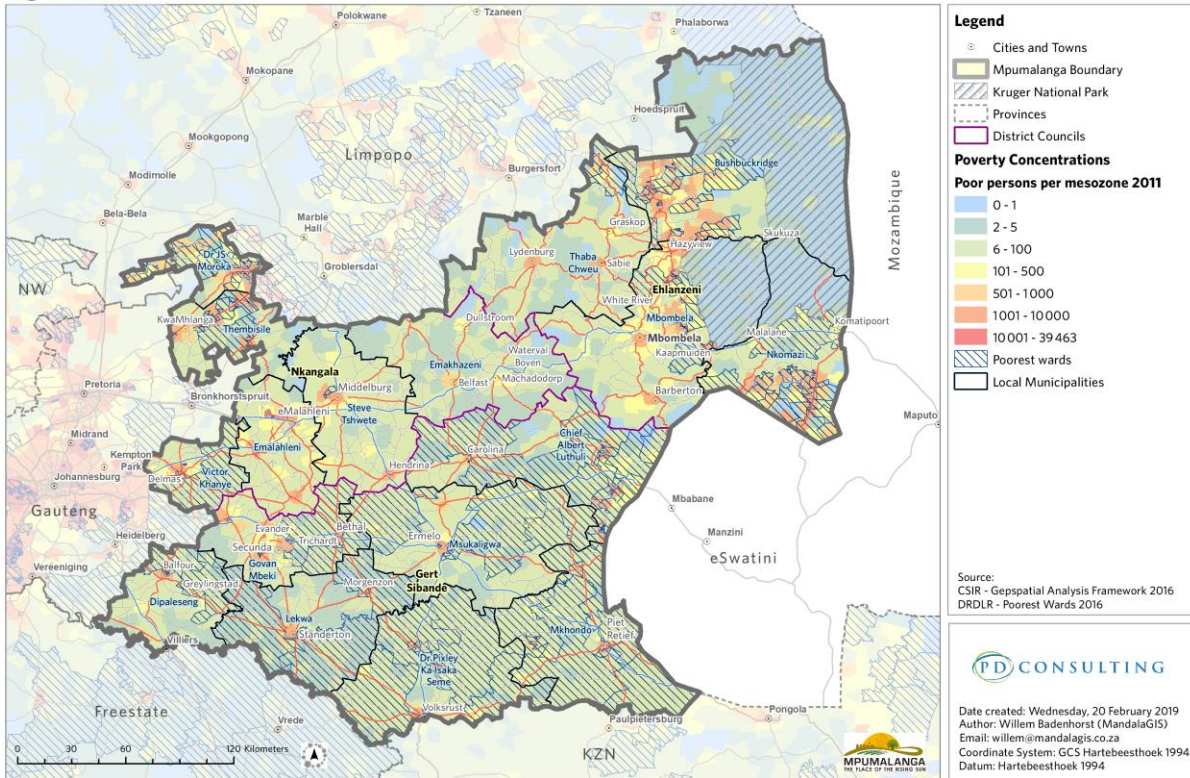 Polokwane
Tzaneen
Phalaborwa
Mokopane
Hoedspruit
Mookgopong
Limpopo
Burgersfort
Bushbuckridge
Modimolle
Mozambique
Bela-Bela
Marble
Hall
Graskop
Skukuza
Groblersdal
Lydenburg
Hazyview
Dr JS
Moroka
Thaba
Chweu
Sabie
NW
Ehlanzeni
KwaMhlanga
White River
Thembisile
Dullstroom
Mbombela
Komatipoort
Mbombela
Malalane
Waterval
Boven
Kaapmuiden
Nkomazi
Emakhazeni
Nkangala
Machadodorp
Pretoria
Middelburg
Belfast
Barberton
Bronkhorstspruit
eMalahleni
Steve
Tshwete
Maputo
Midrand
Chief
Albert
Luthuli
Kempton
Park
Emalahleni
Carolina
Delmas
Victor
Khanye
Hendrina
Johannesburg
Mbabane
Gauteng
Evander
Bethal
Manzini
Heidelberg
Trichardt
Ermelo
Msukaligwa
Secunda
eSwatini
Vereeniging
Balfour
Govan
Mbeki
Gert
Sibande
Greylingstad
Morgenzon
Dipaleseng
Lekwa
Mkhondo
Piet
Retief
Standerton
Villiers
Dr Pixley
Ka Isaka
Seme
Freestate
Volksrust
Vrede
Paulpietersburg
Pongola
KZN
0 15 30 60 90 120 Kilometers
MPUMALANGA
THE PLACE OF THE RISING SUN
Legend
Cities and Towns
Mpumalanga Boundary
Kruger National Park
Provinces
District Councils
Poverty Concentrations
Poor persons per mesozone 2011
0 - 1
2 - 5
6 - 100
101 - 500
501 - 1 000
1 001 - 10 000
10 001 - 39 463
Poorest wards
Local Municipalities
Source:
CSIR - Gepspatial Analysis Framework 2016
DRDLR - Poorest Wards 2016
PD CONSULTING
Date created: Wednesday, 20 February 2019
Author: Willem Badenhorst (MandalaGIS)
Email: willem@mandalagis.co.za
Coordinate System: GCS Hartebeesthoek 1994
Datum: Hartebeesthoek 1994